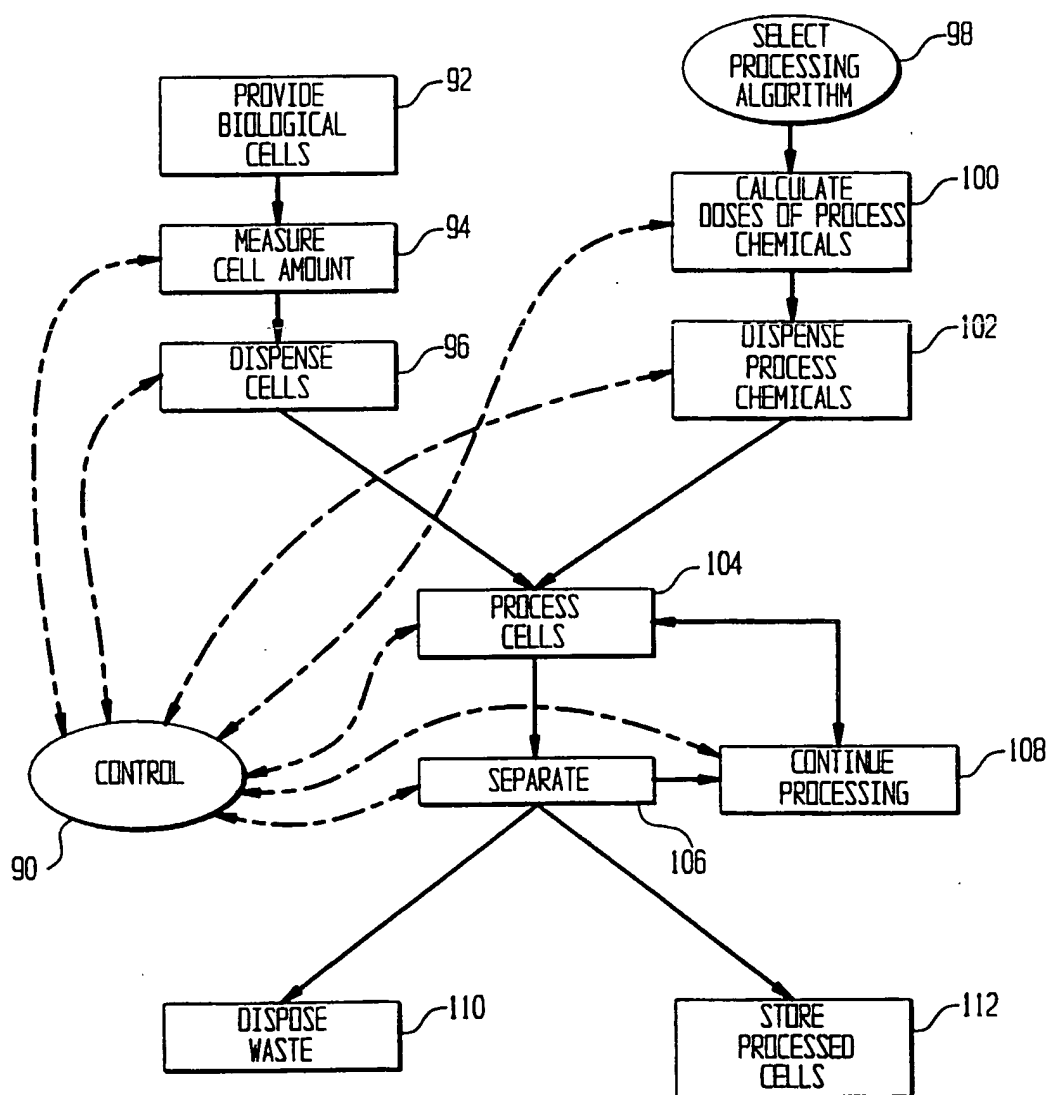 SELECT
PROCESSING
ALGORITHM
98
PROVIDE
BIOLOGICAL
CELLS
92
CALCULATE
DOSES OF PROCESS
CHEMICALS
100
MEASURE
CELL AMOUNT
94
DISPENSE
CELLS
96
DISPENSE
PROCESS
CHEMICALS
102
PROCESS
CELLS
104
CONTROL
90
SEPARATE
106
CONTINUE
PROCESSING
108
DISPOSE
WASTE
110
STORE
PROCESSED
CELLS
112